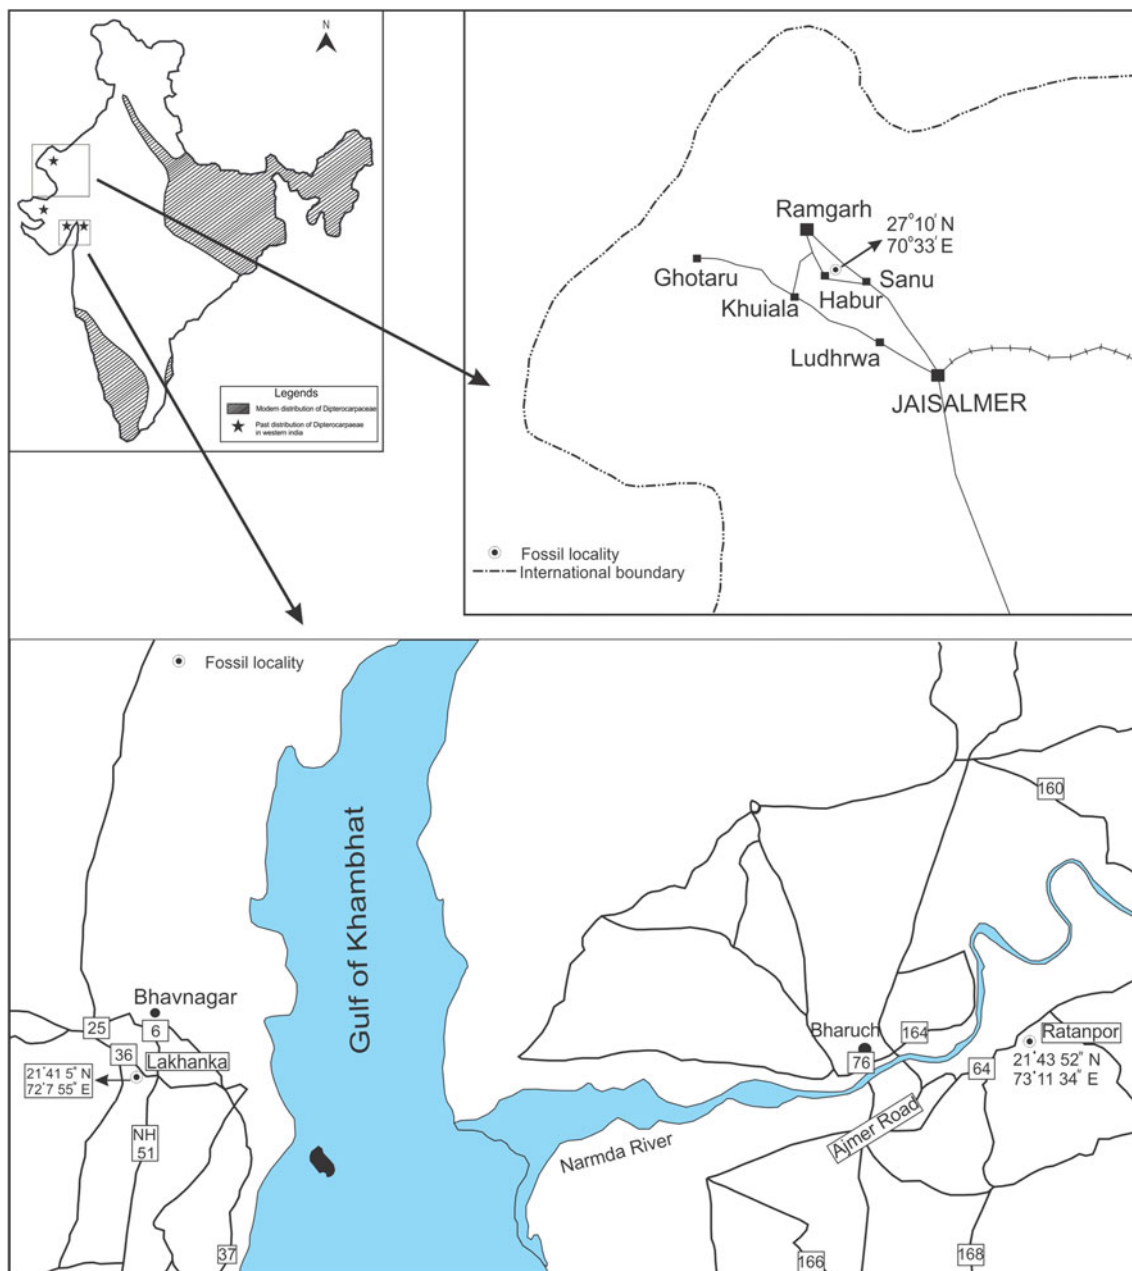 N
Legends
Modern distribution of Dipterocarpaceae
Past distribution of Dipterocarpaeae
in western india
Ramgarh
27°10' N
70°33' E
Ghotaru
Sanu
Khuiala
Habur
Ludhrwa
JAISALMER
Fossil locality
International boundary
Fossil locality
Gulf of Khambhat
160
Bhavnagar
25
6
36
Lakhanka
21°41 5" N
72°7 55" E
NH
51
37
Bharuch
164
76
64
Ratanpor
21°43 52" N
73°11 34" E
Ajmer Road
Narmda River
166
168